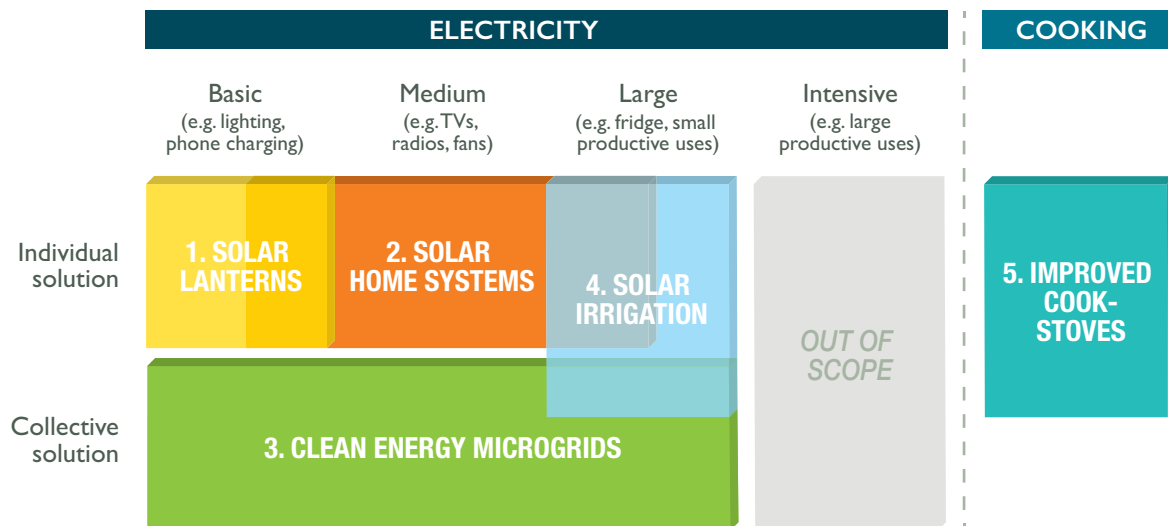 ELECTRICITY
COOKING
Basic
(e.g. lighting,
phone charging)
Medium
(e.g. TVs,
radios, fans)
Large
(e.g. fridge, small
productive uses)
Intensive
(e.g. large
productive uses)
Individual
solution
1. SOLAR
LANTERNS
2. SOLAR
HOME SYSTEMS
4. SOLAR
IRRIGATION
OUT OF
SCOPE
5. IMPROVED
COOK-
STOVES
Collective
solution
3. CLEAN ENERGY MICROGRIDS